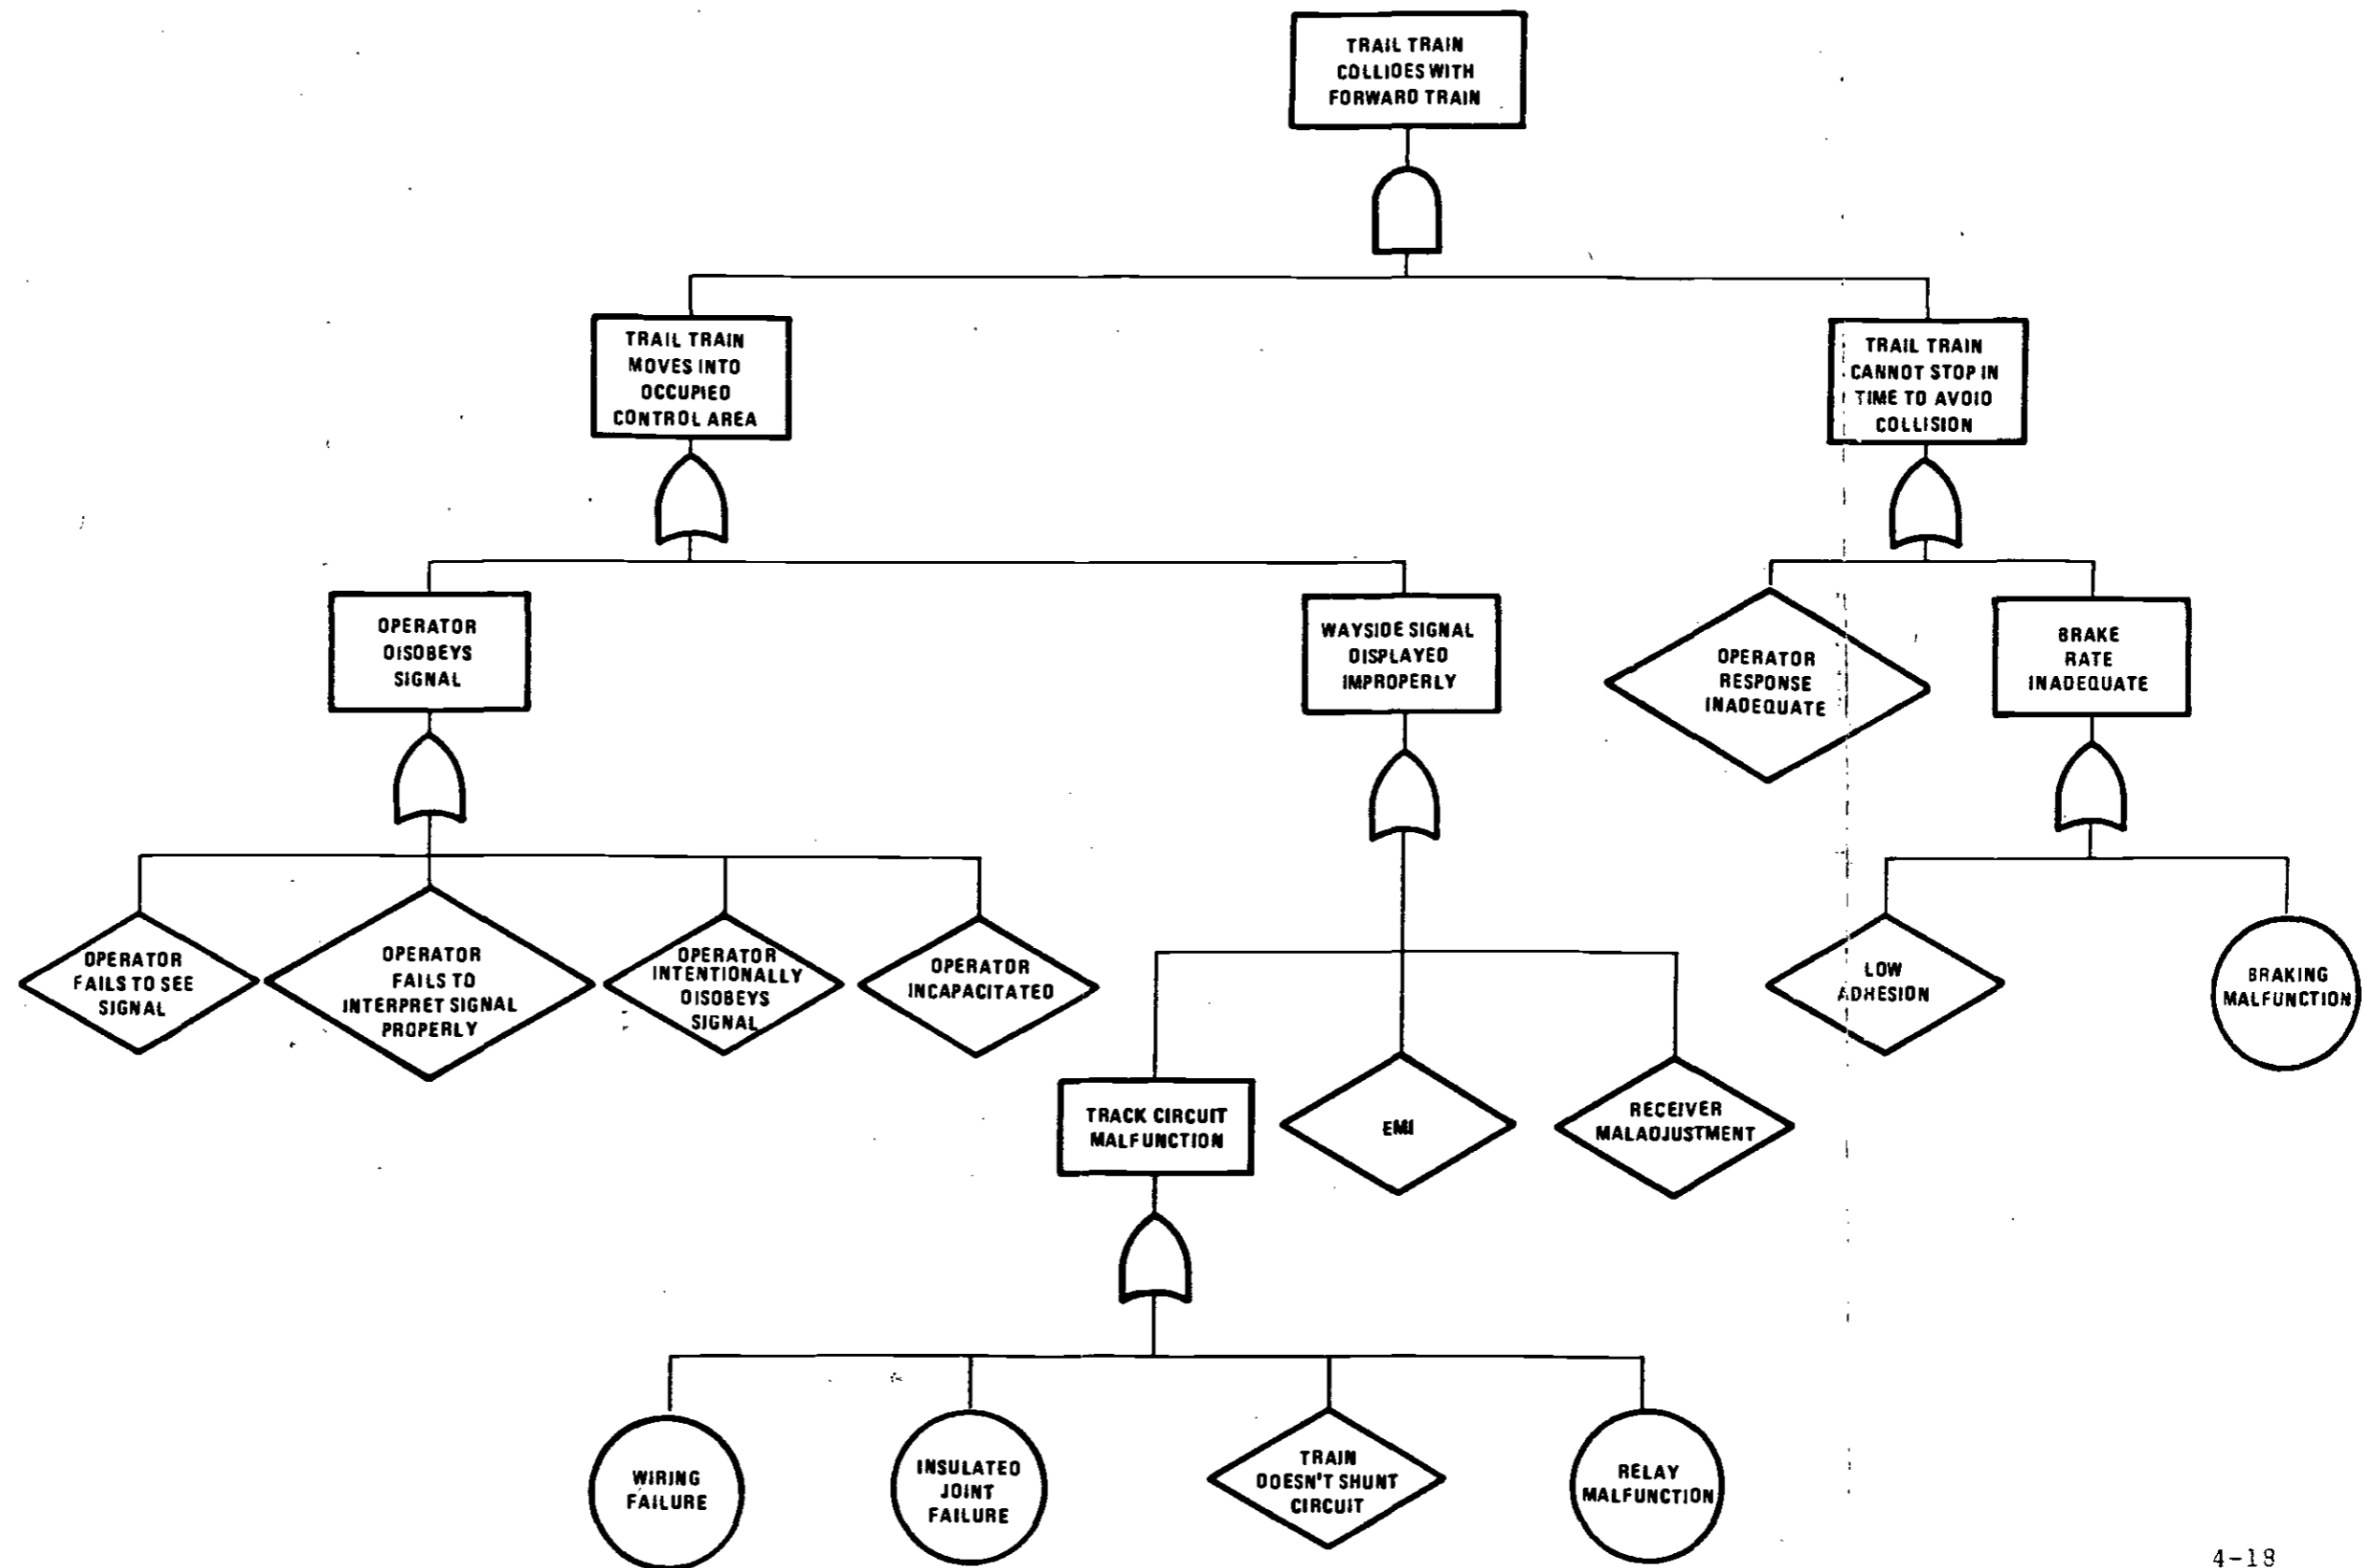 TRAIL TRAIN
COLLIDES WITH
FORWARD TRAIN
TRAIL TRAIN
MOVES INTO
OCCUPIED
CONTROL AREA
TRAIL TRAIN
CANNOT STOP IN
TIME TO AVOID
COLLISION
OPERATOR
DISOBEYS
SIGNAL
WAYSIDE SIGNAL
DISPLAYED
IMPROPERLY
OPERATOR
RESPONSE
INADEQUATE
BRAKE
RATE
INADEQUATE
OPERATOR
FAILS TO SEE
SIGNAL
OPERATOR
FAILS TO
INTERPRET SIGNAL
PROPERLY
OPERATOR
INTENTIONALLY
DISOBEYS
SIGNAL
OPERATOR
INCAPACITATED
LOW
ADHESION
BRAKING
MALFUNCTION
TRACK CIRCUIT
MALFUNCTION
EMI
RECEIVER
MALADJUSTMENT
WIRING
FAILURE
INSULATED
JOINT
FAILURE
TRAIN
DOESN'T SHUNT
CIRCUIT
RELAY
MALFUNCTION
4-18